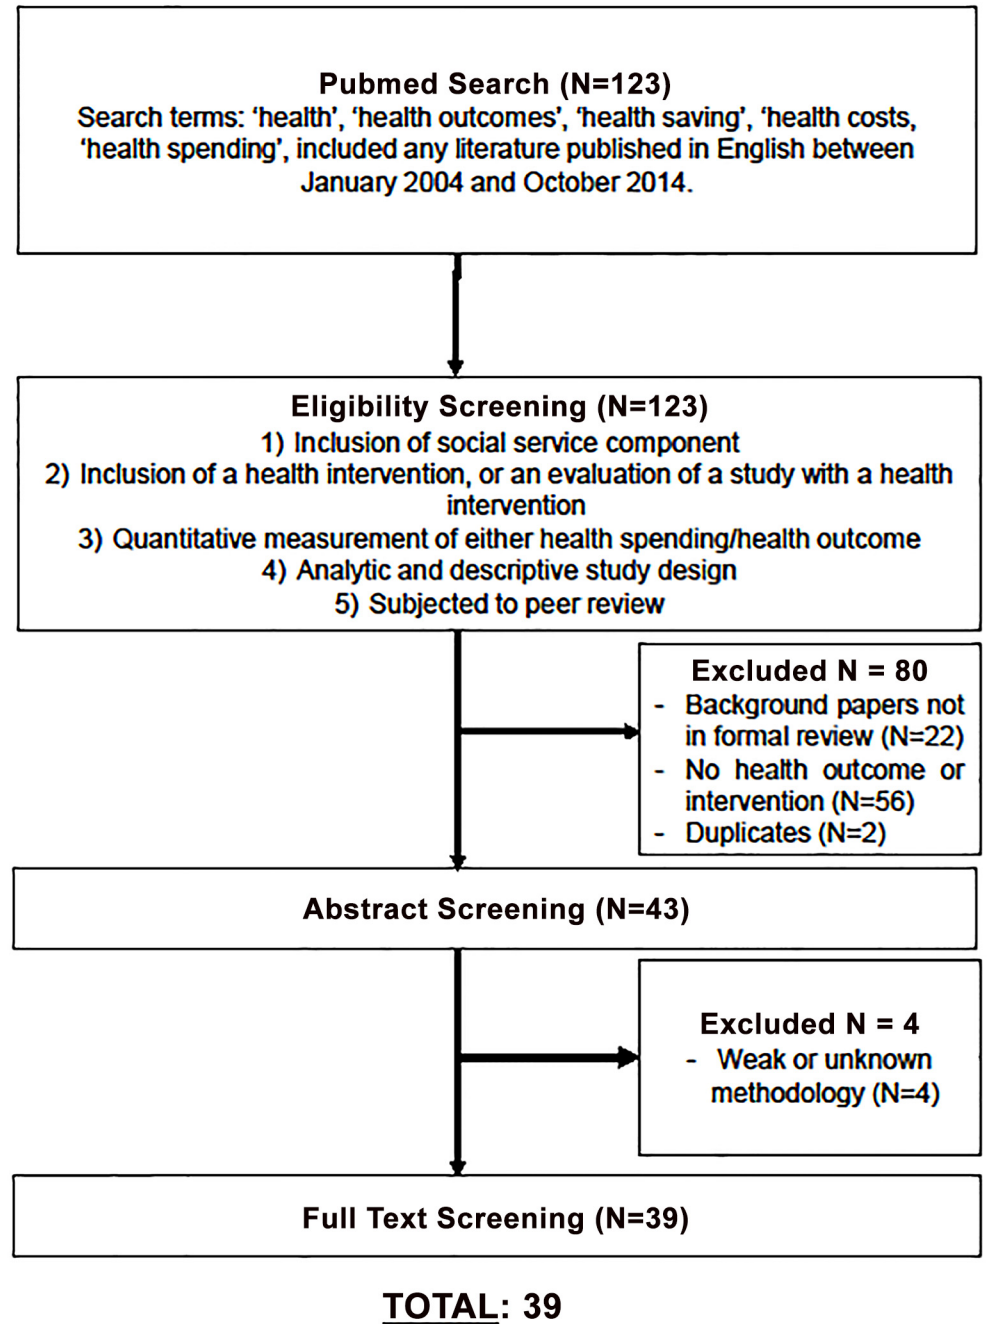 Pubmed Search (N=123)
Search terms: ‘health’, ‘health outcomes’, ‘health saving’, ‘health costs,
‘health spending’, included any literature published in English between
January 2004 and October 2014.
Eligibility Screening (N=123)
1) Inclusion of social service component
2) Inclusion of a health intervention, or an evaluation of a study with a health
intervention
3) Quantitative measurement of either health spending/health outcome
4) Analytic and descriptive study design
5) Subjected to peer review
Excluded N = 80
- Background papers not
in formal review (N=22)
- No health outcome or
intervention (N=56)
- Duplicates (N=2)
Abstract Screening (N=43)
Excluded N = 4
- Weak or unknown
methodology (N=4)
Full Text Screening (N=39)
TOTAL: 39